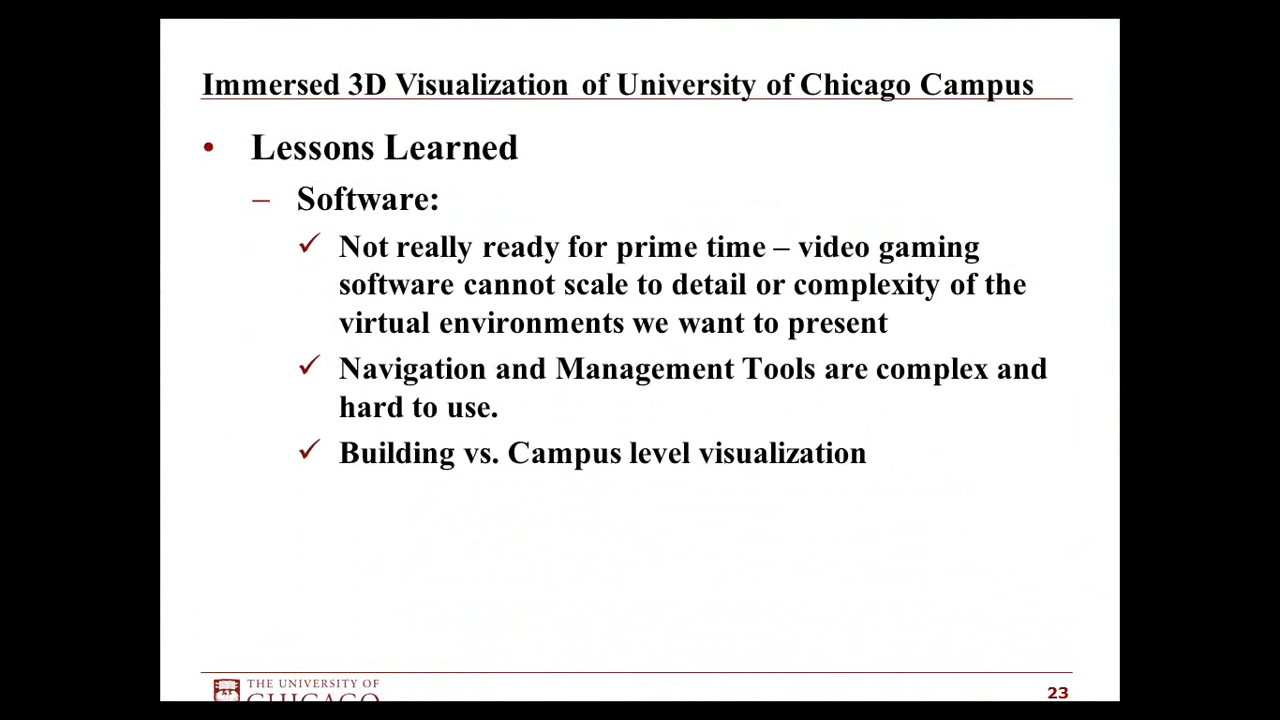 Immersed 3D Visualization of University of Chicago Campus
• Lessons Learned
– Software:
✓ Not really ready for prime time – video gaming
software cannot scale to detail or complexity of the
virtual environments we want to present
✓ Navigation and Management Tools are complex and
hard to use.
✓ Building vs. Campus level visualization
THE UNIVERSITY OF
CHICAGO
23